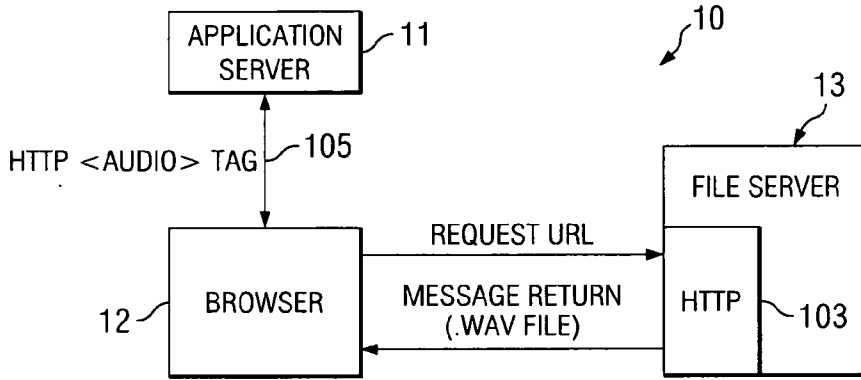 APPLICATION
SERVER
11
10
13
HTTP <AUDIO> TAG
105
FILE SERVER
REQUEST URL
BROWSER
12
MESSAGE RETURN
(.WAV FILE)
HTTP
103